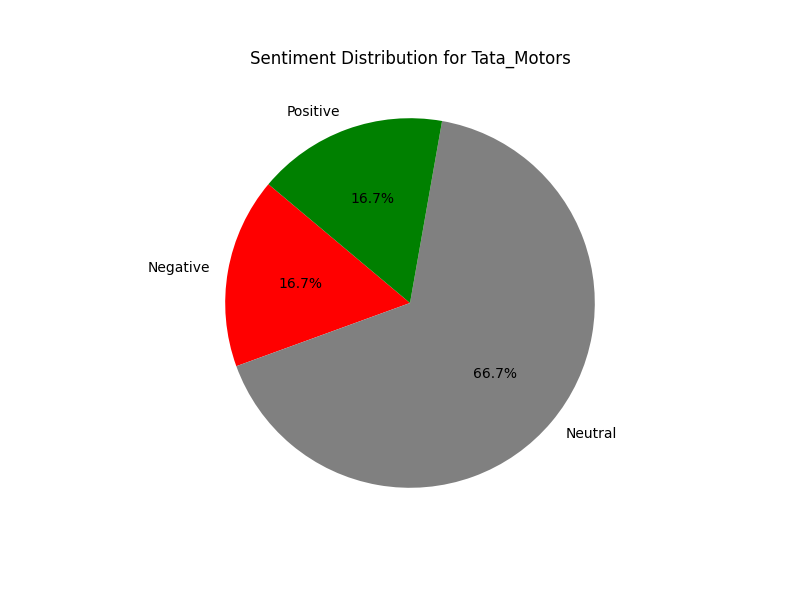 Sentiment Distribution for Tata_Motors
Positive
16.7%
Negative
16.7%
66.7%
Neutral